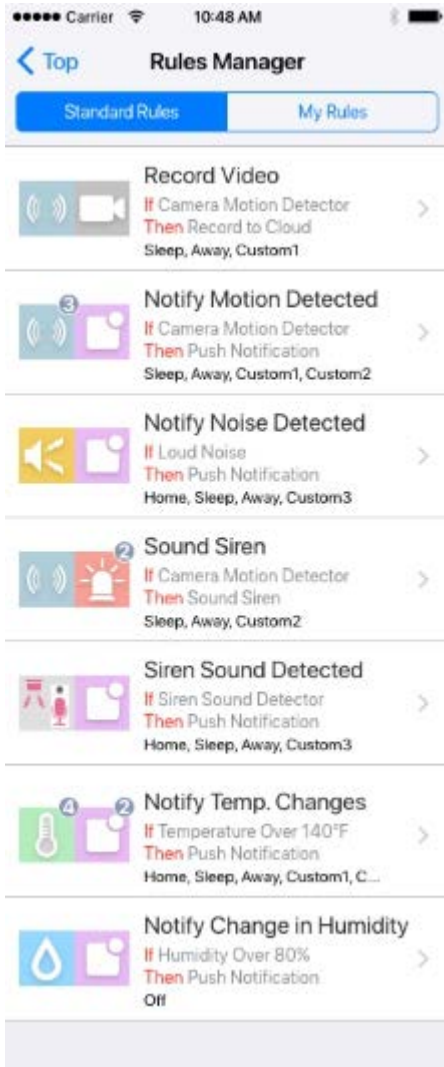 Carrier 10:48 AM
Top Rules Manager
Standard Rules My Rules
Record Video
If Camera Motion Detector
Then Record to Cloud
Sleep, Away, Custom1
3
Notify Motion Detected
If Camera Motion Detector
Then Push Notification
Sleep, Away, Custom1, Custom2
Notify Noise Detected
If Loud Noise
Then Push Notification
Home, Sleep, Away, Custom3
2
Sound Siren
If Camera Motion Detector
Then Sound Siren
Sleep, Away, Custom2
Siren Sound Detected
If Siren Sound Detector
Then Push Notification
Home, Sleep, Away, Custom3
4 2
Notify Temp. Changes
If Temperature Over 140°F
Then Push Notification
Home, Sleep, Away, Custom1, C...
Notify Change in Humidity
If Humidity Over 80%
Then Push Notification
Off